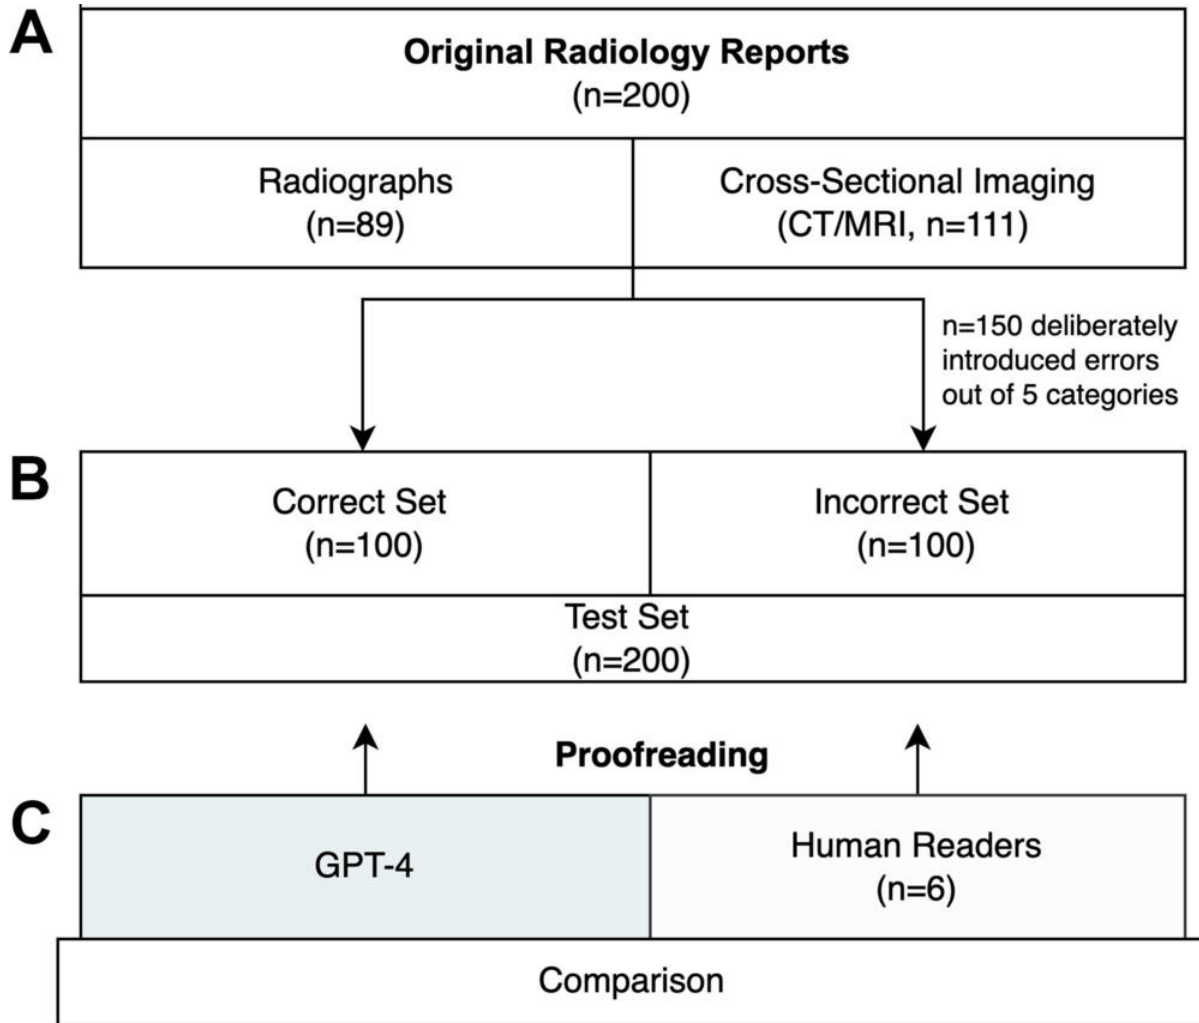 A
Original Radiology Reports
(n=200)
Radiographs
(n=89)
Cross-Sectional Imaging
(CT/MRI, n=111)
n=150 deliberately
introduced errors
out of 5 categories
B
Correct Set
(n=100)
Incorrect Set
(n=100)
Test Set
(n=200)
Proofreading
C
GPT-4
Human Readers
(n=6)
Comparison